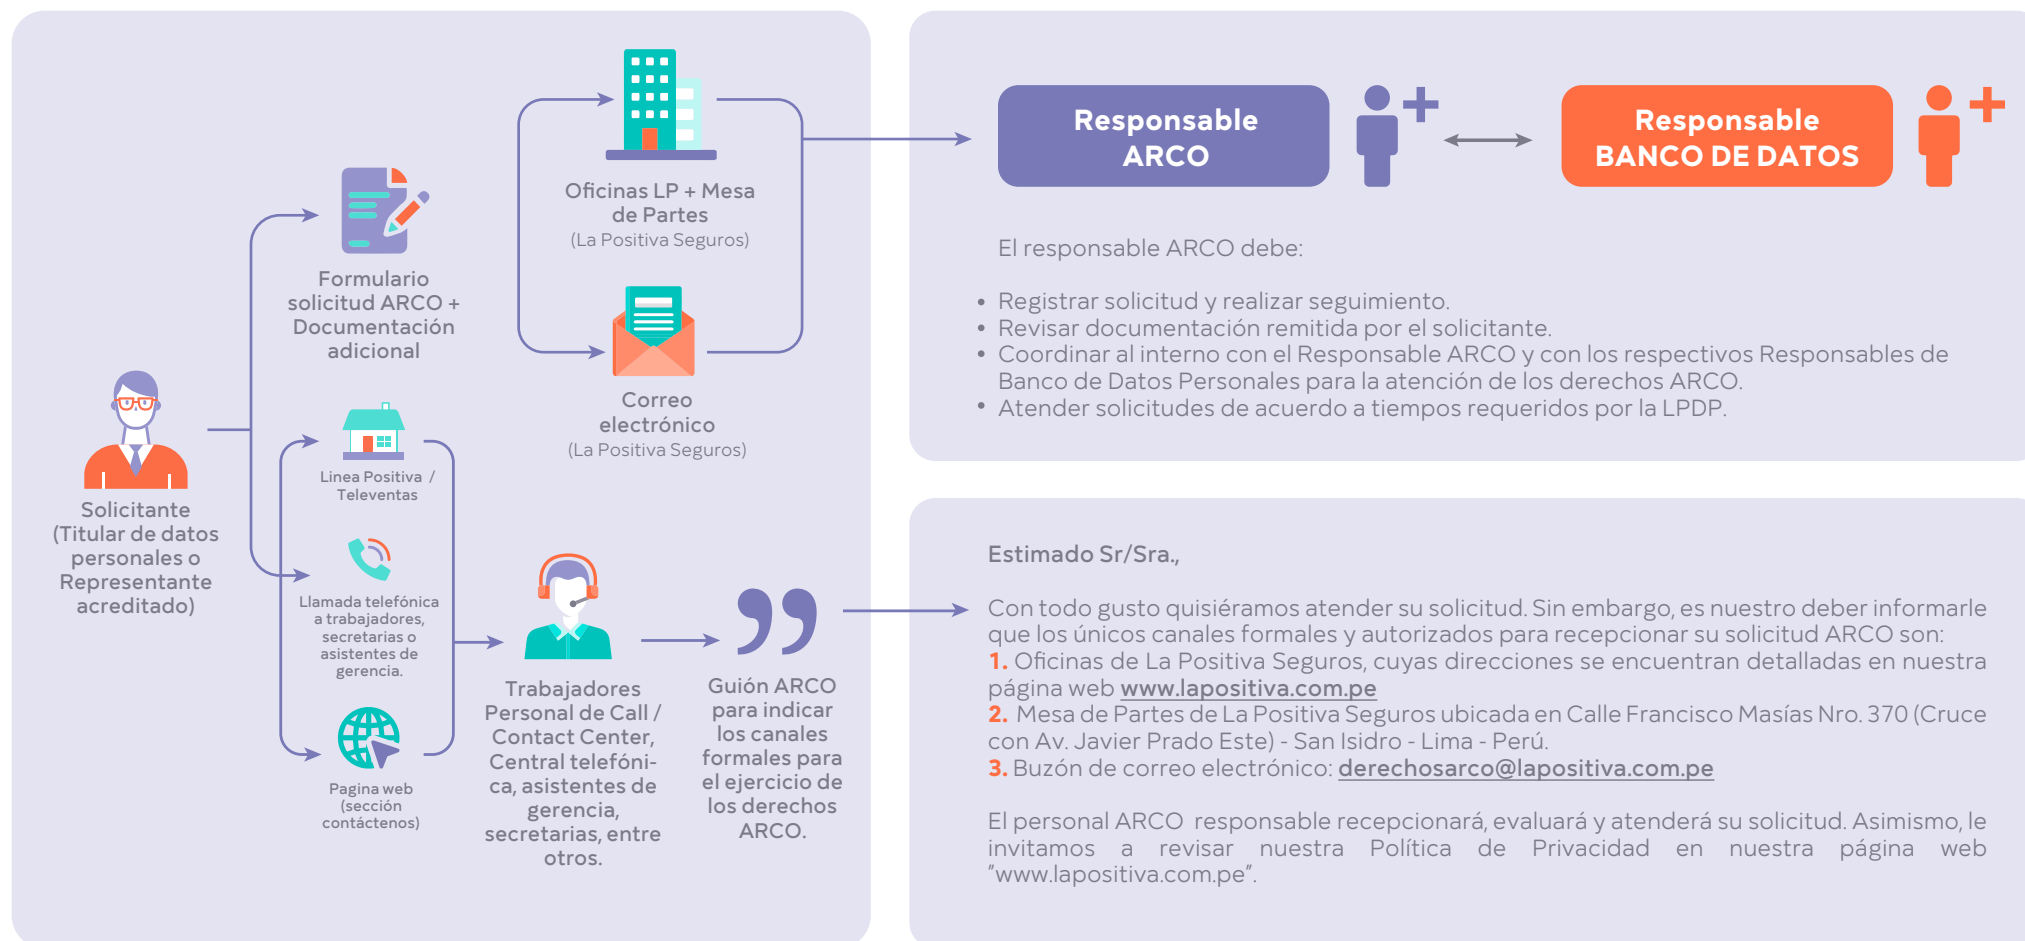 Oficinas LP + Mesa
de Partes
(La Positiva Seguros)
Formulario
solicitud ARCO +
Documentación
adicional
Correo
electrónico
(La Positiva Seguros)
Solicitante
(Titular de datos
personales o
Representante
acreditado)
Linea Positiva /
Televentas
Llamada telefónica
a trabajadores,
secretarias o
asistentes de
gerencia.
Pagina web
(sección
contáctenos)
Trabajadores
Personal de Call /
Contact Center,
Central telefóni-
ca, asistentes de
gerencia,
secretarias, entre
otros.
Guión ARCO
para indicar
los canales
formales para
el ejercicio de
los derechos
ARCO.
Responsable
ARCO
Responsable
BANCO DE DATOS
El responsable ARCO debe:
• Registrar solicitud y realizar seguimiento.
• Revisar documentación remitida por el solicitante.
• Coordinar al interno con el Responsable ARCO y con los respectivos Responsables de
Banco de Datos Personales para la atención de los derechos ARCO.
• Atender solicitudes de acuerdo a tiempos requeridos por la LPDP.
Estimado Sr/Sra.,
Con todo gusto quisiéramos atender su solicitud. Sin embargo, es nuestro deber informarle
que los únicos canales formales y autorizados para recepcionar su solicitud ARCO son:
1. Oficinas de La Positiva Seguros, cuyas direcciones se encuentran detalladas en nuestra
página web www.lapositiva.com.pe
2. Mesa de Partes de La Positiva Seguros ubicada en Calle Francisco Masías Nro. 370 (Cruce
con Av. Javier Prado Este) - San Isidro - Lima - Perú.
3. Buzón de correo electrónico: derechosarco@lapositiva.com.pe
El personal ARCO responsable recepcionará, evaluará y atenderá su solicitud. Asimismo, le
invitamos a revisar nuestra Política de Privacidad en nuestra página web
"www.lapositiva.com.pe".